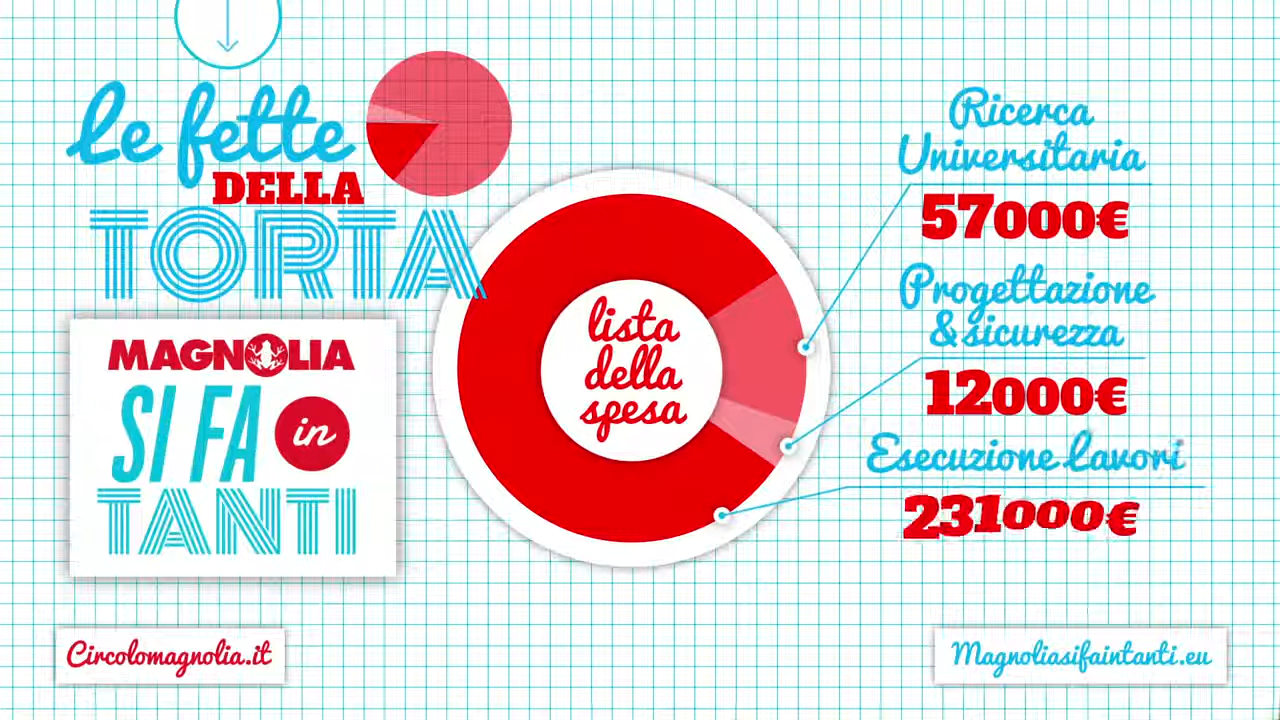 le fette
DELLA
TORTA
MAGNOLIA
SI FA in
TANTI
lista
della
spesa
Ricerca
Universitaria
57000€
Progettazione
& sicurezza
12000€
Esecuzione Lavori
231000€
Circolomagnolia.it
Magnoliasifaintanti.eu